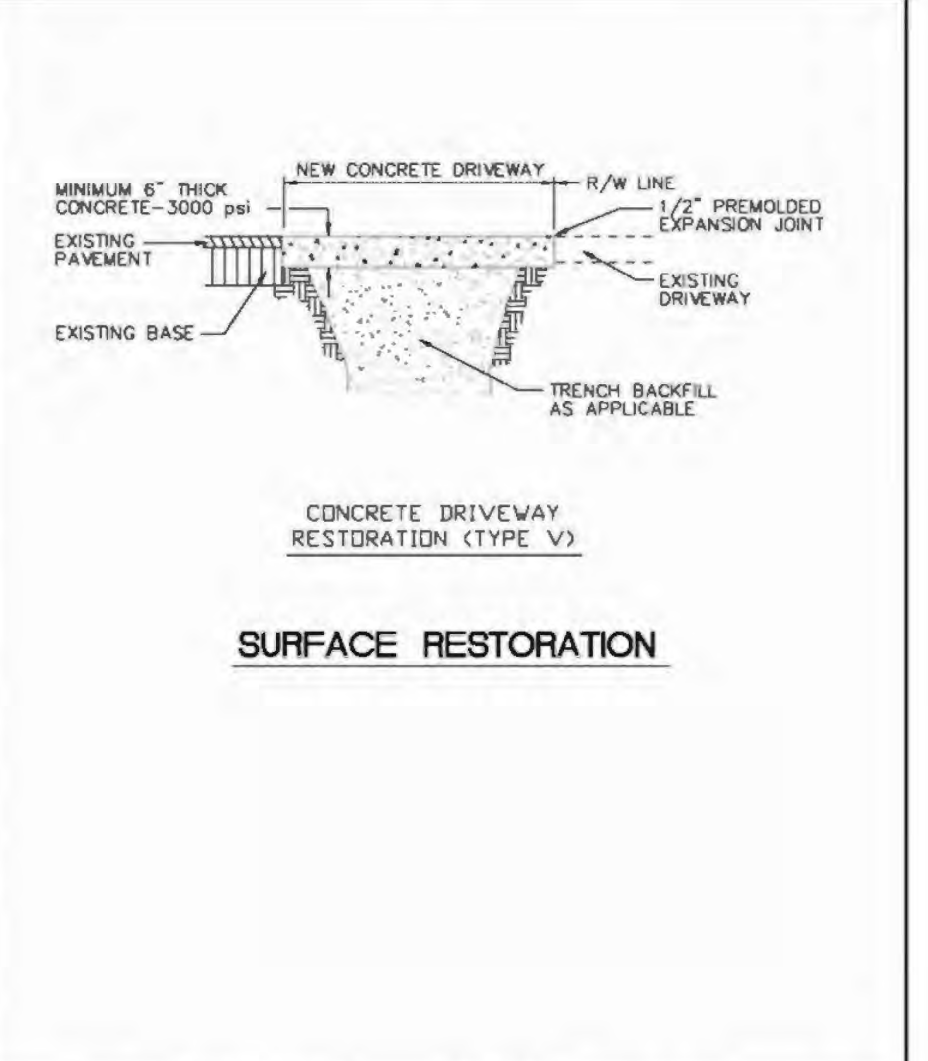 NEW CONCRETE DRIVEWAY
R/W LINE
MINIMUM 6" THICK
CONCRETE-3000 psi
1/2" PREMOLDED
EXPANSION JOINT
EXISTING
PAVEMENT
EXISTING
DRIVEWAY
EXISTING BASE
TRENCH BACKFILL
AS APPLICABLE
CONCRETE DRIVEWAY
RESTORATION (TYPE V)
SURFACE RESTORATION